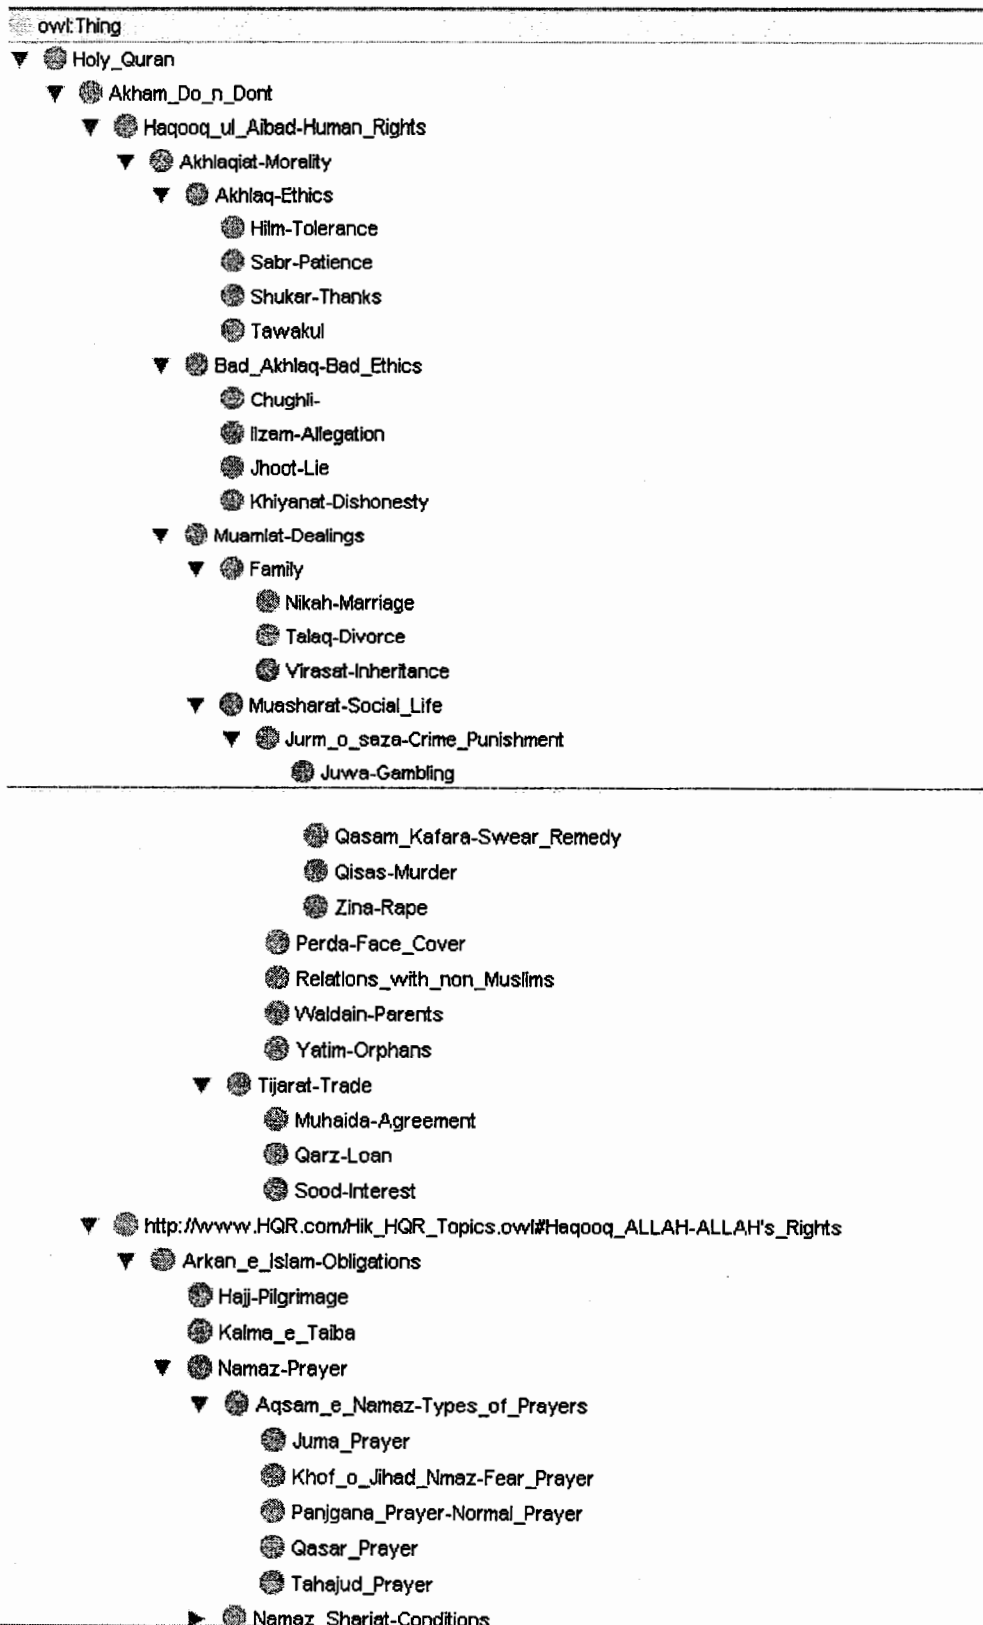 owl:Thing
Holy_Quran
Akham_Do_n_Dont
Haqooq_ul_Aibad-Human_Rights
Akhlaqiat-Morality
Akhlaq-Ethics
Hilm-Tolerance
Sabr-Patience
Shukar-Thanks
Tawakul
Bad_Akhlaq-Bad_Ethics
Chughli-
Ilzam-Allegation
Jhoot-Lie
Khiyanat-Dishonesty
Muamlat-Dealings
Family
Nikah-Marriage
Talaq-Divorce
Virasat-Inheritance
Muasharat-Social_Life
Jurm_o_saza-Crime_Punishment
Juwa-Gambling
Qasam_Kafara-Swear_Remedy
Qisas-Murder
Zina-Rape
Perda-Face_Cover
Relations_with_non_Muslims
Waldain-Parents
Yatim-Orphans
Tijarat-Trade
Muhaida-Agreement
Qarz-Loan
Sood-Interest
http://www.HQR.com/Hik_HQR_Topics.owl#Haqooq_ALLAH-ALLAH's_Rights
Arkan_e_Islam-Obligations
Hajj-Pilgrimage
Kalma_e_Taiba
Namaz-Prayer
Aqsam_e_Namaz-Types_of_Prayers
Juma_Prayer
Khof_o_Jihad_Nmaz-Fear_Prayer
Panjgana_Prayer-Normal_Prayer
Qasar_Prayer
Tahajud_Prayer
Namaz_Shariat-Conditions